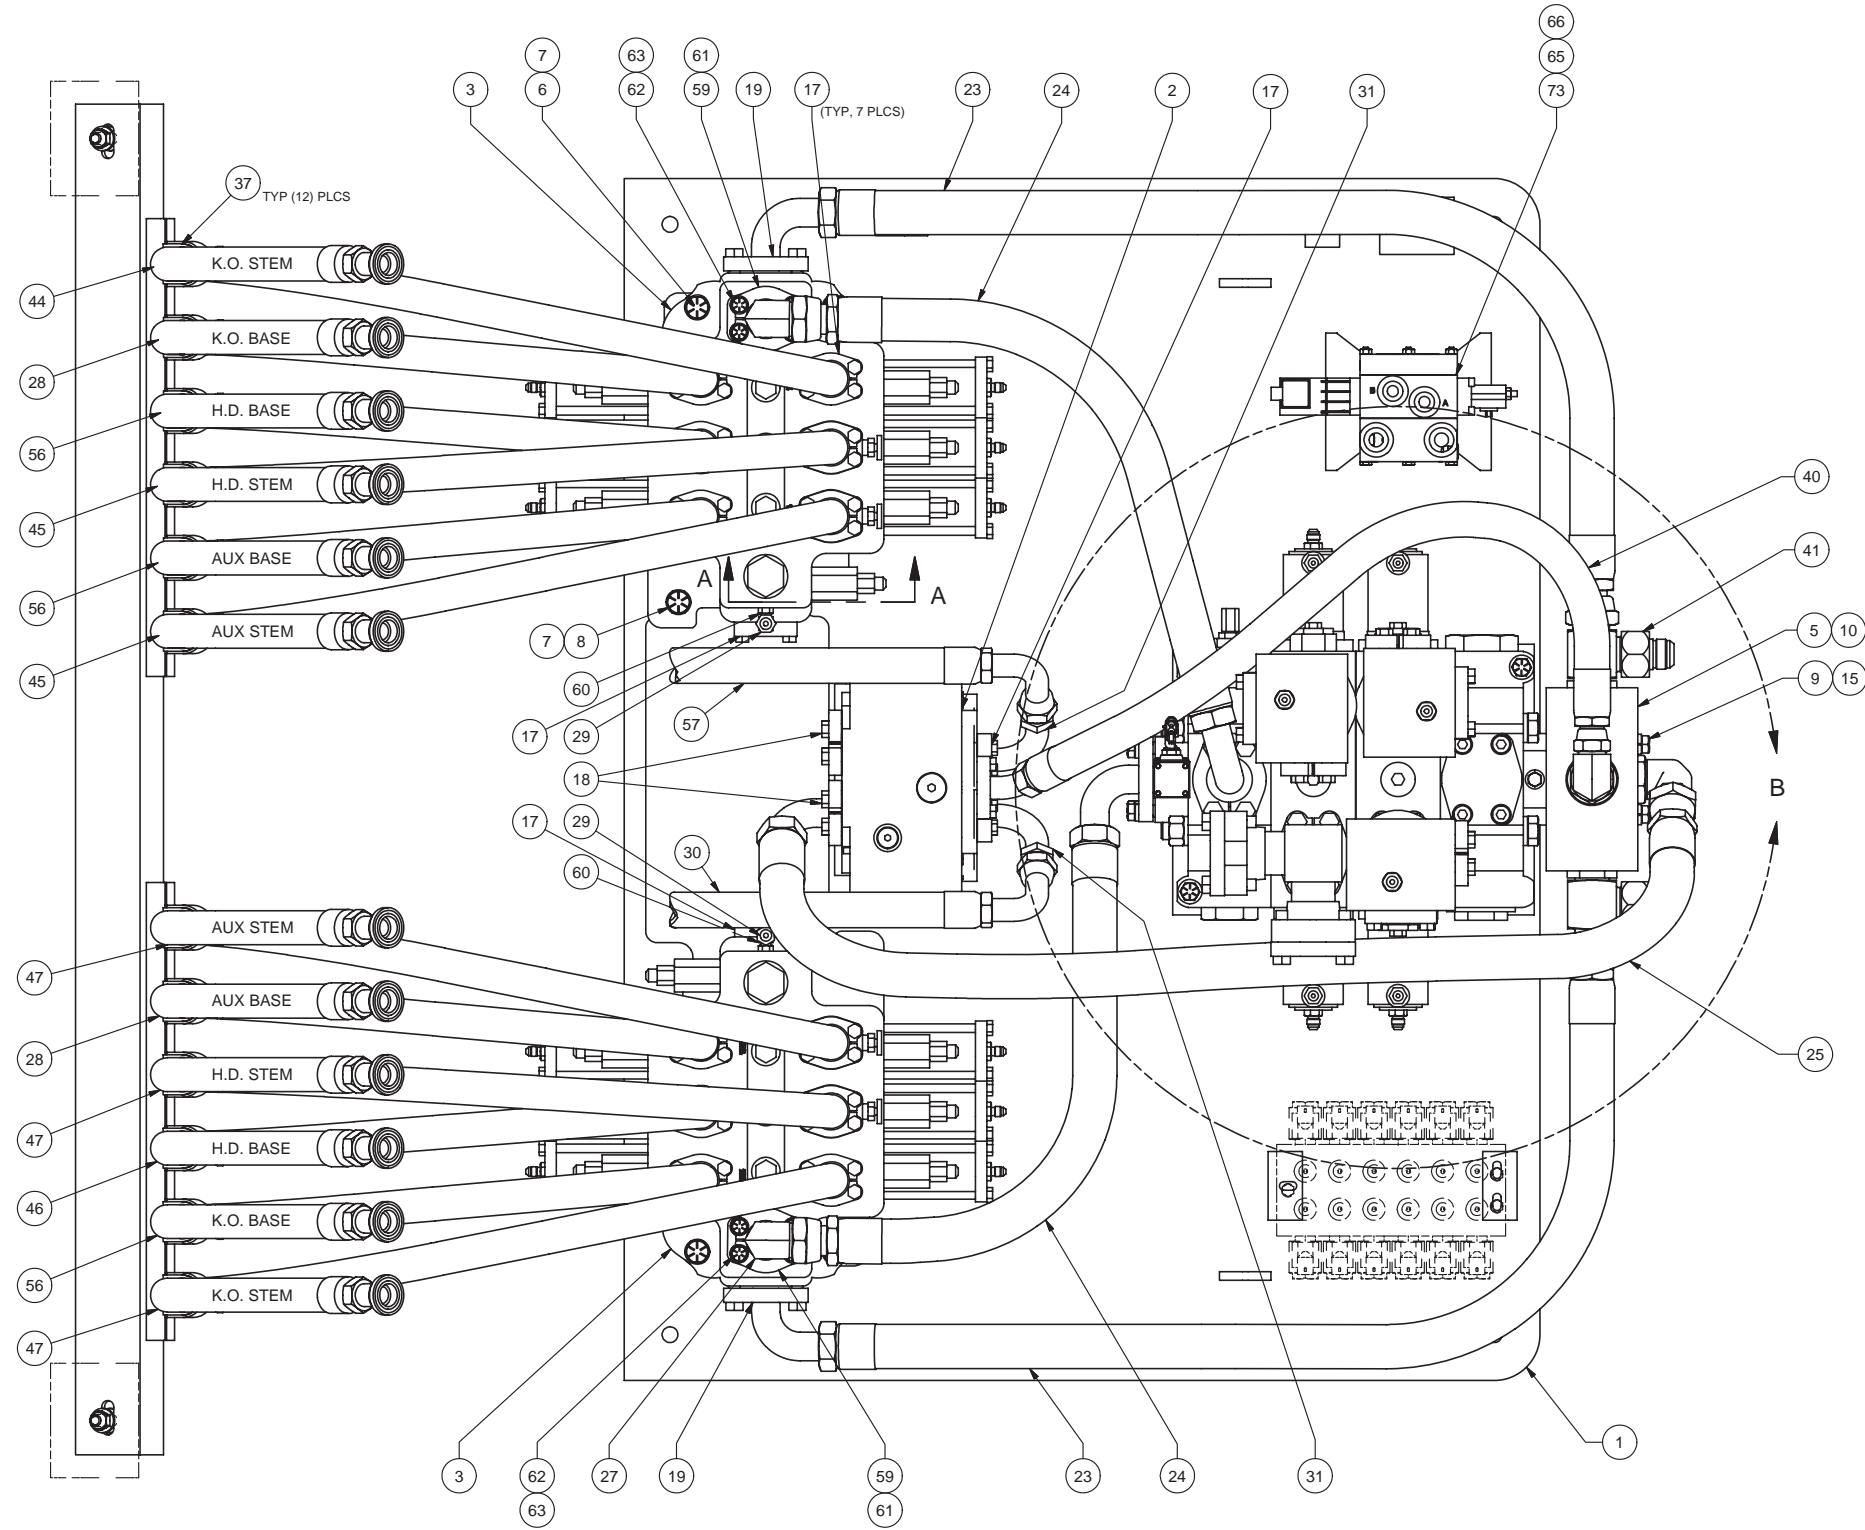 66
7 63 61 65
3 6 62 59 19 17 23 24 2 17 31 73
(TYP, 7 PLCS)
37 TYP (12) PLCS
K.O. STEM
44
K.O. BASE
28
H.D. BASE
56
H.D. STEM
45
AUX BASE
56
AUX STEM
45
B
A
40
41
5 10
9 15
A A
7 8
60
57
17 29
18
B
29
17
30
60
AUX STEM
47
AUX BASE
28
H.D. STEM
47
H.D. BASE
46
K.O. BASE
56
K.O. STEM
47
25
1
3 62 27 19 59 23 24 31
63 61